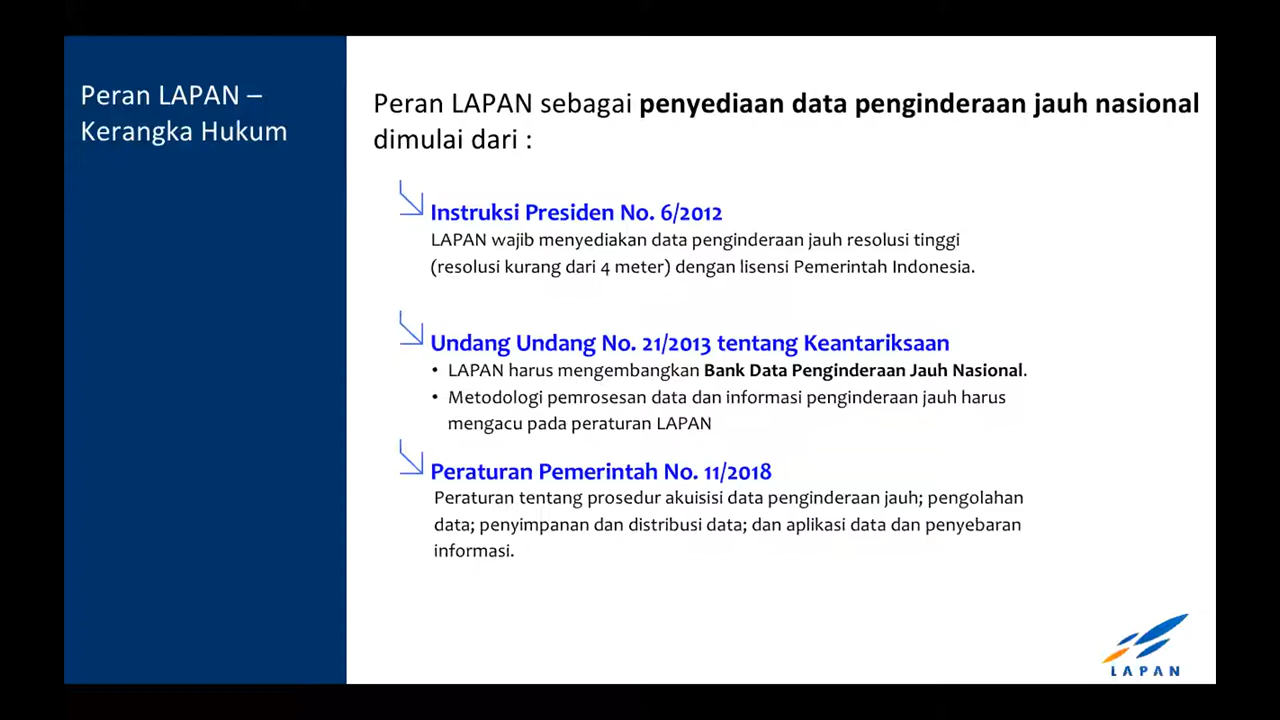 Peran LAPAN –
Kerangka Hukum
Peran LAPAN sebagai penyediaan data penginderaan jauh nasional
dimulai dari :
Instruksi Presiden No. 6/2012
LAPAN wajib menyediakan data penginderaan jauh resolusi tinggi
(resolusi kurang dari 4 meter) dengan lisensi Pemerintah Indonesia.
Undang Undang No. 21/2013 tentang Keantariksaan
• LAPAN harus mengembangkan Bank Data Penginderaan Jauh Nasional.
• Metodologi pemrosesan data dan informasi penginderaan jauh harus
mengacu pada peraturan LAPAN
Peraturan Pemerintah No. 11/2018
Peraturan tentang prosedur akuisisi data penginderaan jauh; pengolahan
data; penyimpanan dan distribusi data; dan aplikasi data dan penyebaran
informasi.
LAPAN